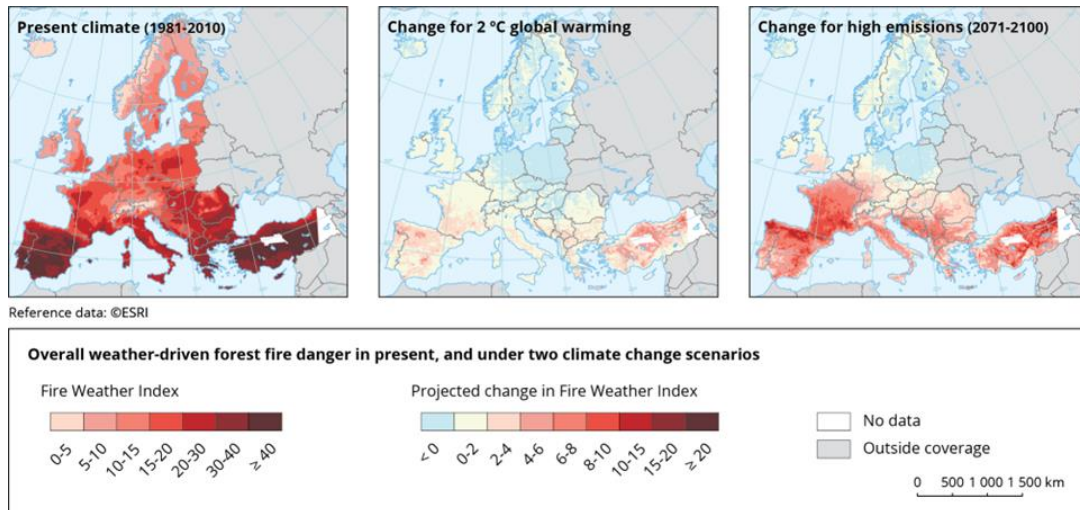 Present climate (1981-2010)
Change for 2 °C global warming
Change for high emissions (2071-2100)
Reference data: ©ESRI
Overall weather-driven forest fire danger in present, and under two climate change scenarios
Fire Weather Index
0-5
5-10
10-15
15-20
20-30
30-40
≥ 40
Projected change in Fire Weather Index
< 0
0-2
2-4
4-6
6-8
8-10
10-15
15-20
≥ 20
No data
Outside coverage
0 500 1 000 1 500 km